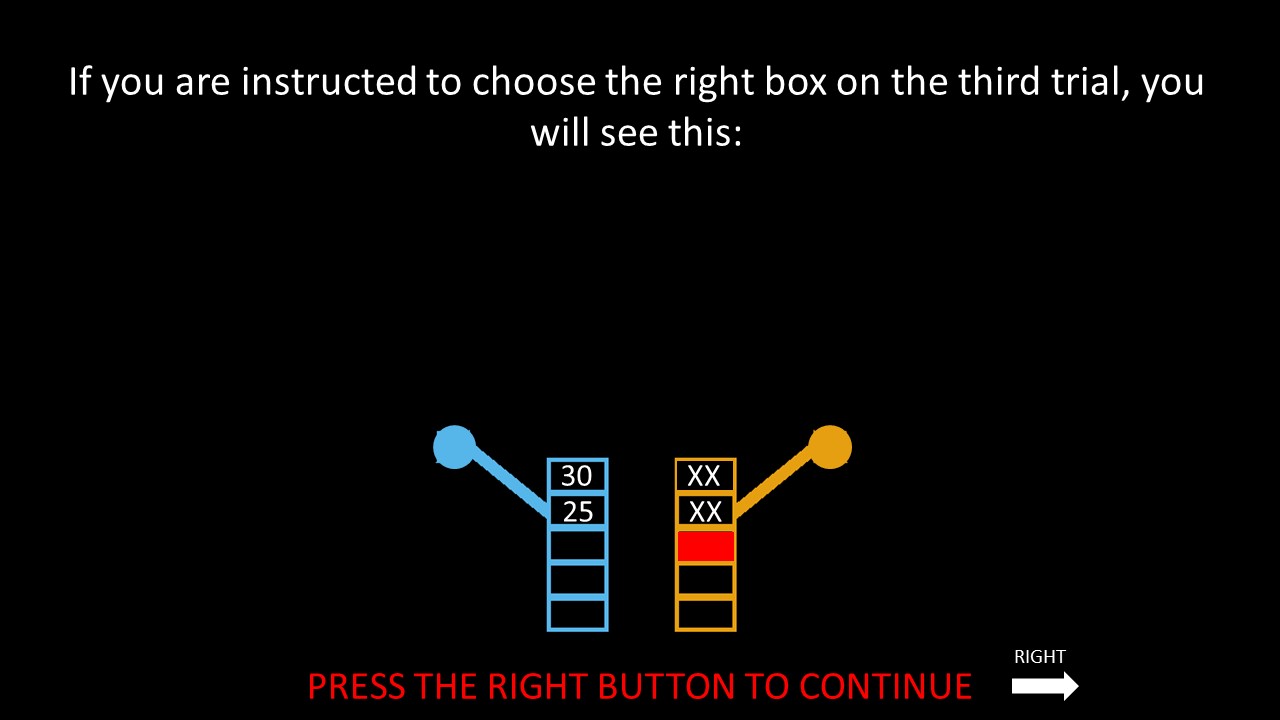 If you are instructed to choose the right box on the third trial, you
will see this:
30
XX
25
XX
RIGHT
PRESS THE RIGHT BUTTON TO CONTINUE